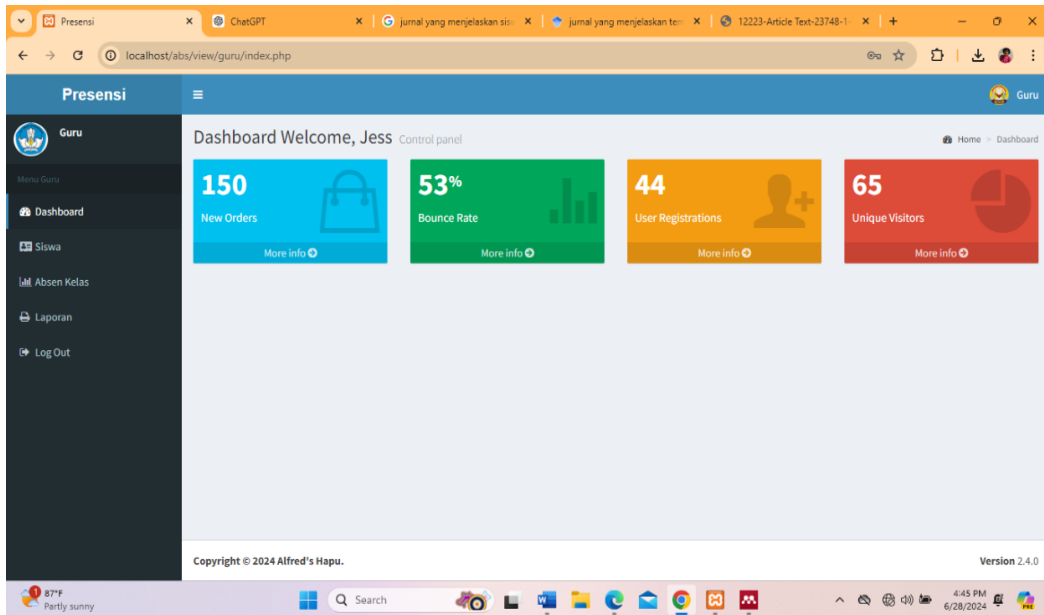 Presensi
ChatGPT
jurnal yang menjelaskan sis
jurnal yang menjelaskan ten
12223-Article Text-23748-1-
localhost/abs/view/guru/index.php
Presensi
Guru
Guru
Dashboard Welcome, Jess Control panel
Home > Dashboard
Menu Guru
Dashboard
Siswa
Absen Kelas
Laporan
Log Out
150
New Orders
More info
53%
Bounce Rate
More info
44
User Registrations
More info
65
Unique Visitors
More info
Copyright © 2024 Alfred's Hapu.
Version 2.4.0
1
87°F
Partly sunny
Search
4:45 PM
6/28/2024
PRE